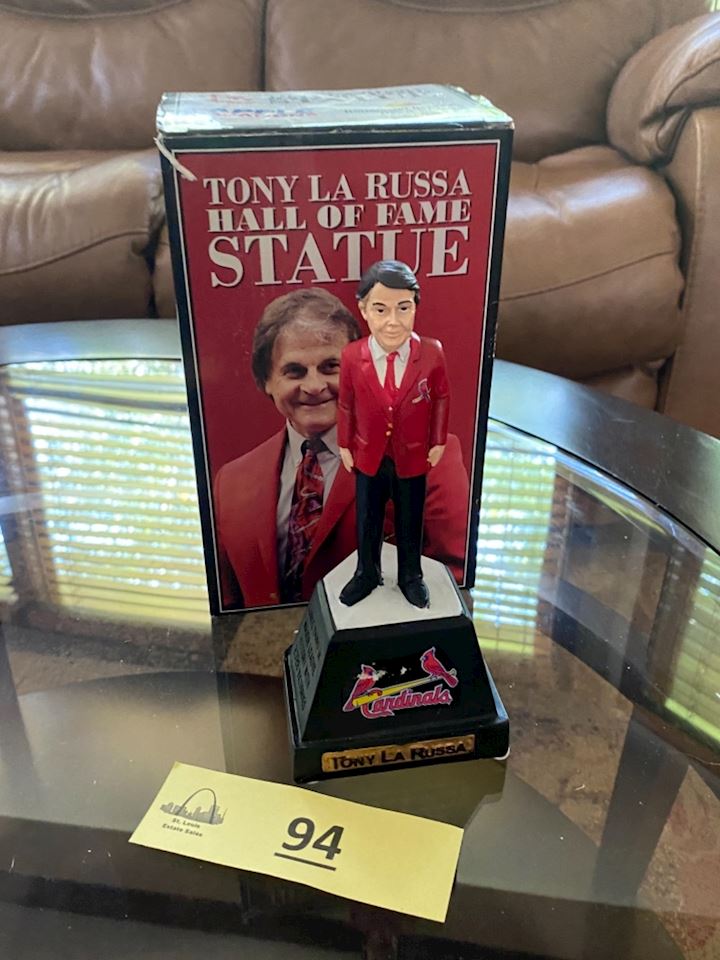 TONY LA RUSSA
HALL OF FAME
STATUE
Cardinals
TONY LA RUSSA
St. Louis
Estate Sales
94